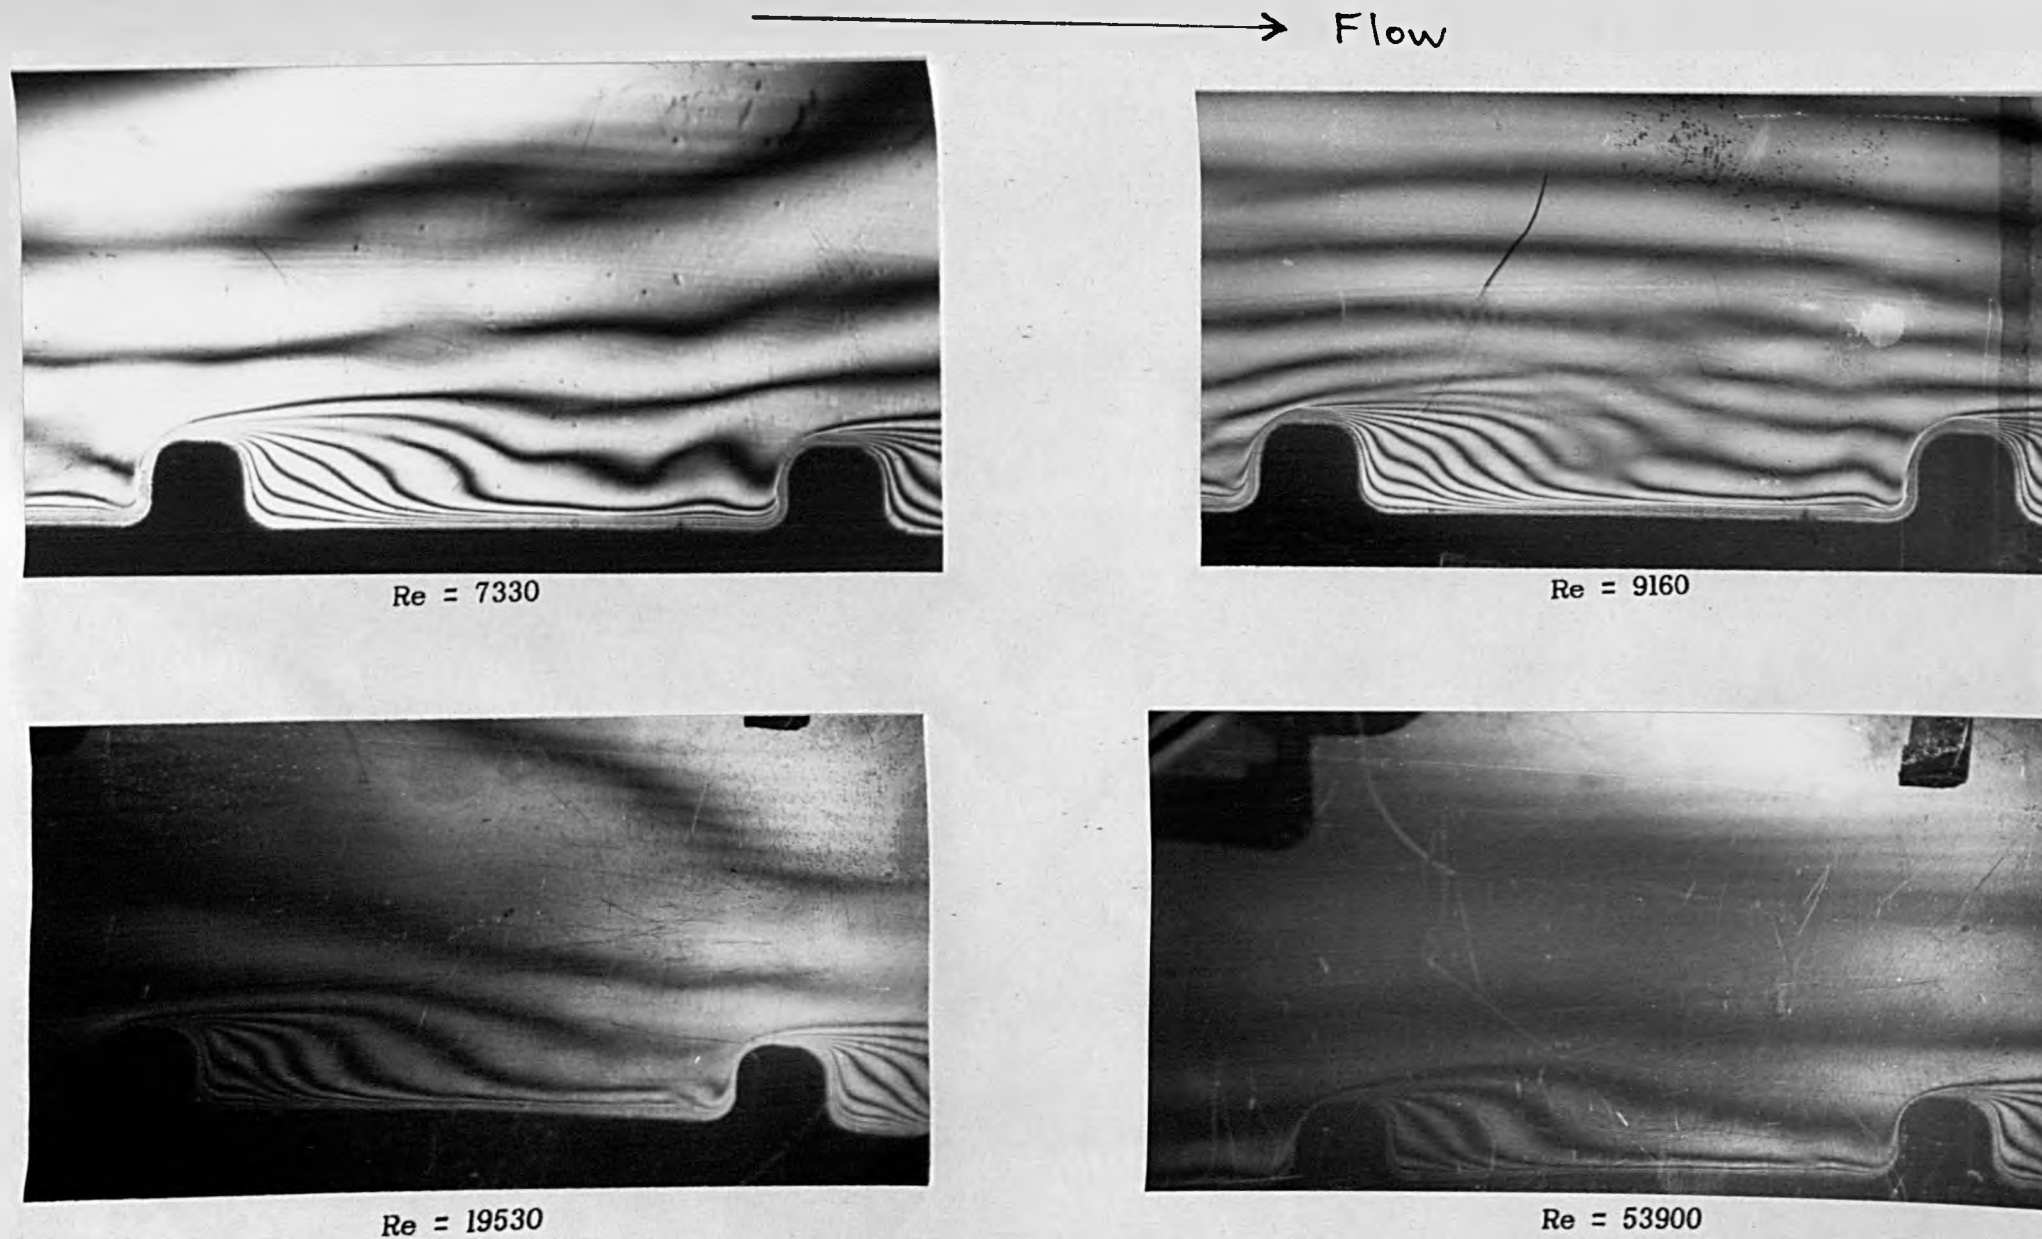 Flow
Re = 7330
Re = 9160
Re = 19530
Re = 53900